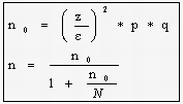 n₀ = (z/ε)² * p * q
n = n₀ / (1 + n₀/N)